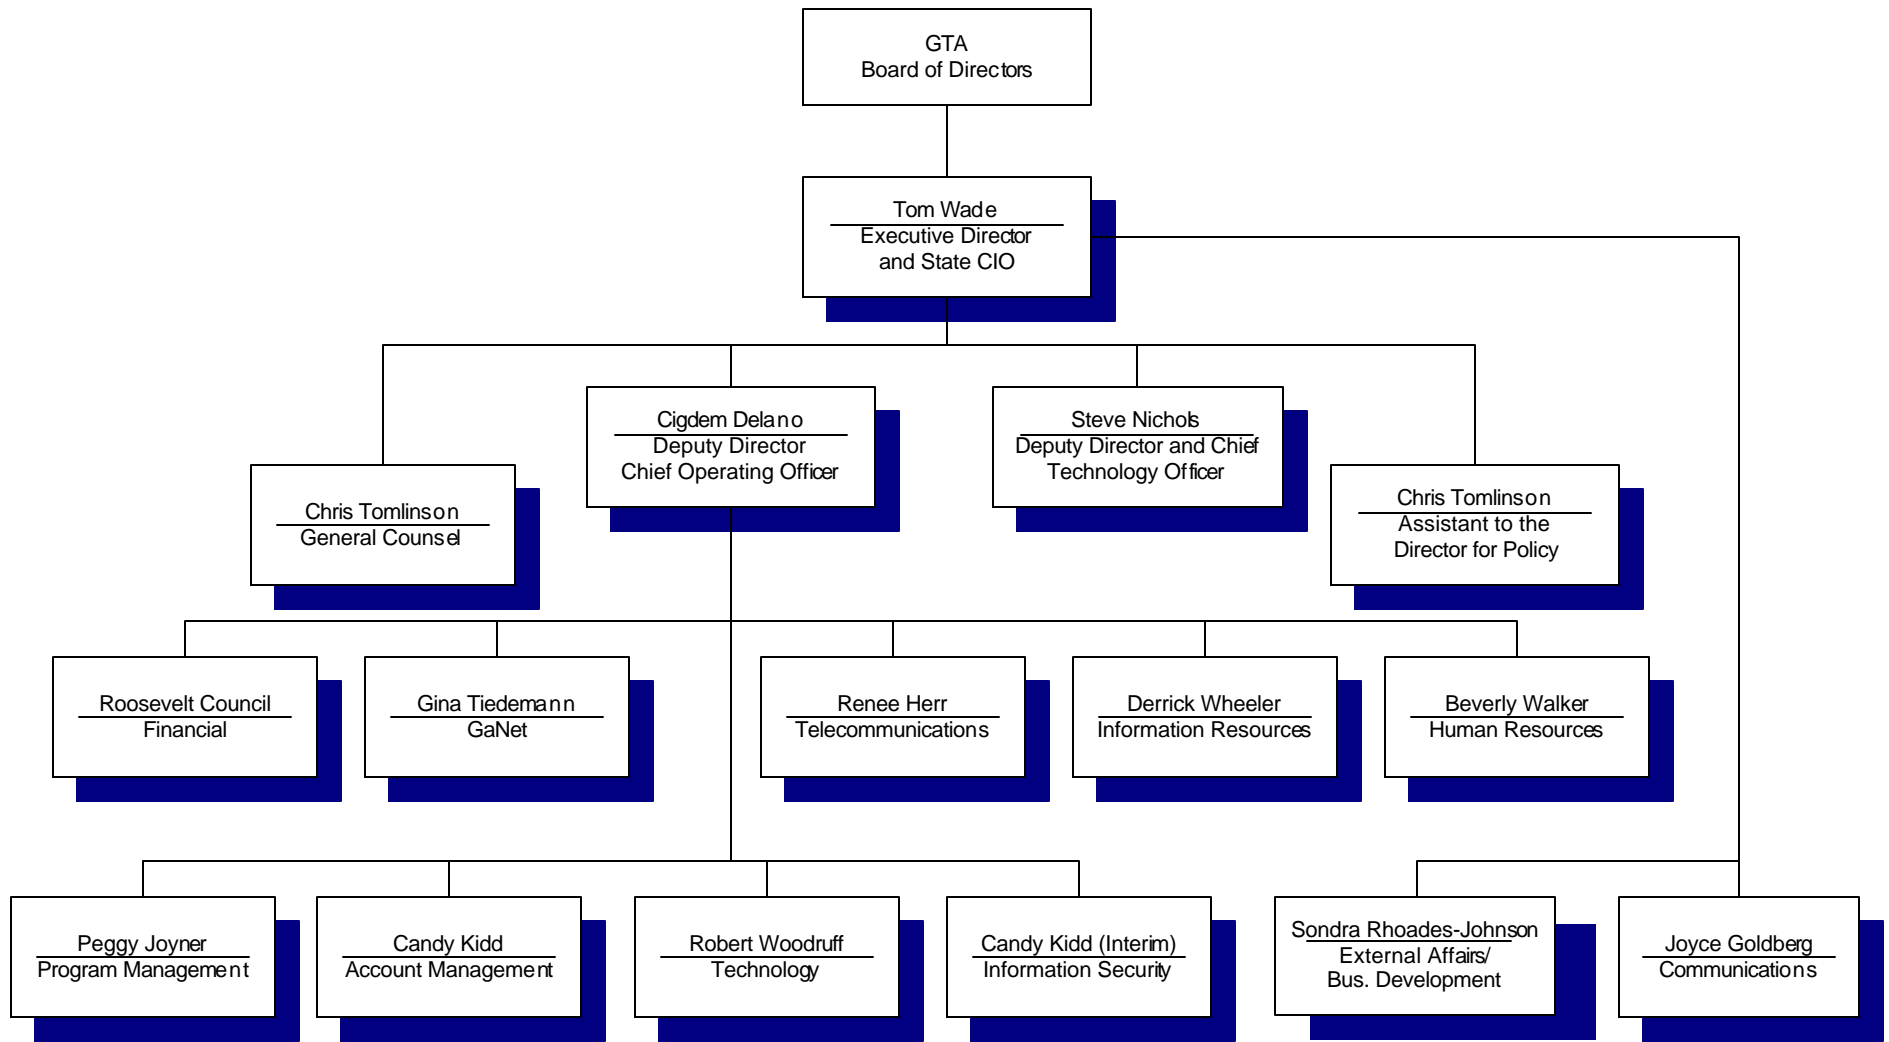 GTA
Board of Directors
Tom Wade
Executive Director
and State CIO
Cigdem Delano
Deputy Director
Chief Operating Officer
Steve Nichols
Deputy Director and Chief
Technology Officer
Chris Tomlinson
General Counsel
Chris Tomlinson
Assistant to the
Director for Policy
Roosevelt Council
Financial
Gina Tiedemann
GaNet
Renee Herr
Telecommunications
Derrick Wheeler
Information Resources
Beverly Walker
Human Resources
Peggy Joyner
Program Management
Candy Kidd
Account Management
Robert Woodruff
Technology
Candy Kidd (Interim)
Information Security
Sondra Rhoades-Johnson
External Affairs/
Bus. Development
Joyce Goldberg
Communications